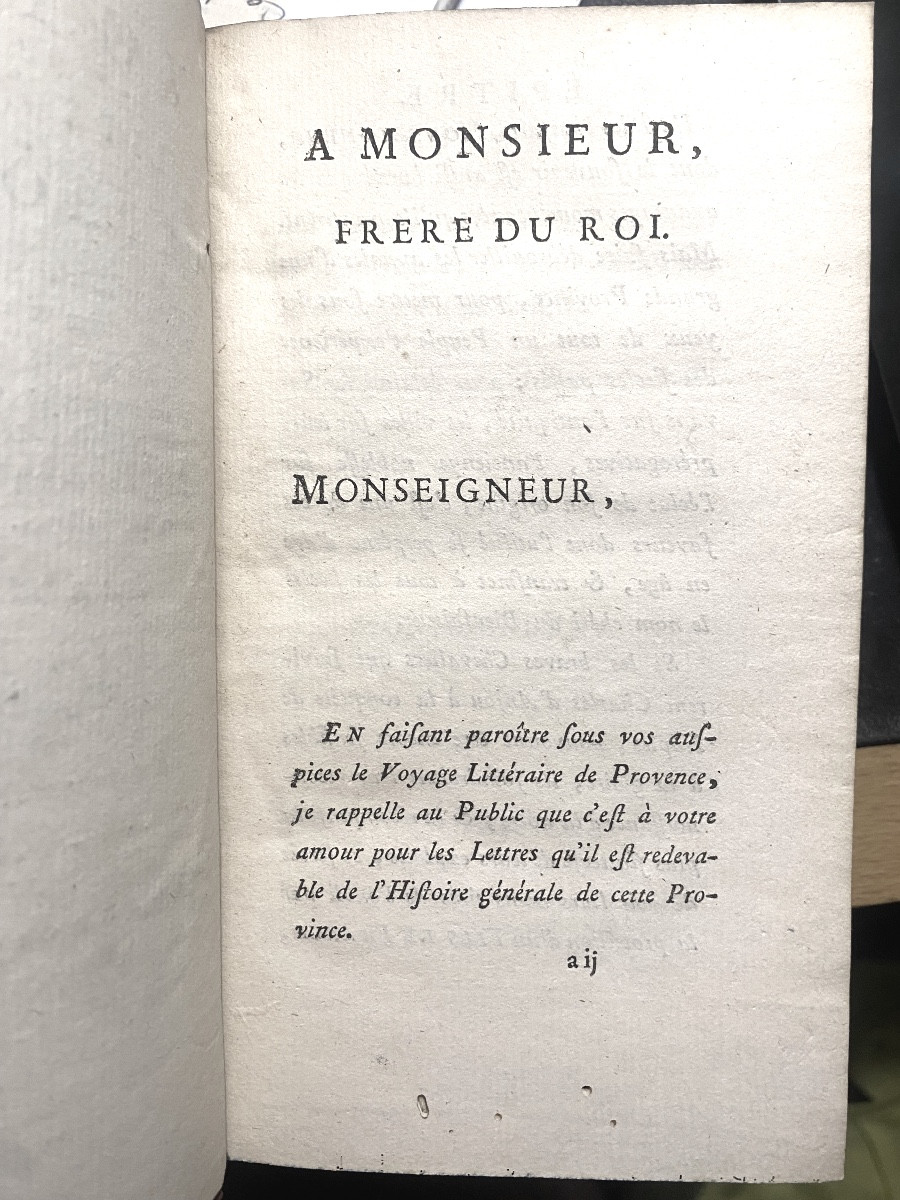 A MONSIEUR,
FRERE DU ROI.
MONSEIGNEUR,
EN faiſant paroître ſous vos auſ-
pices le Voyage Littéraire de Provence,
je rappelle au Public que c'eſt à votre
amour pour les Lettres qu'il eſt redeva-
ble de l'Hiſtoire générale de cette Pro-
vince.
a ij